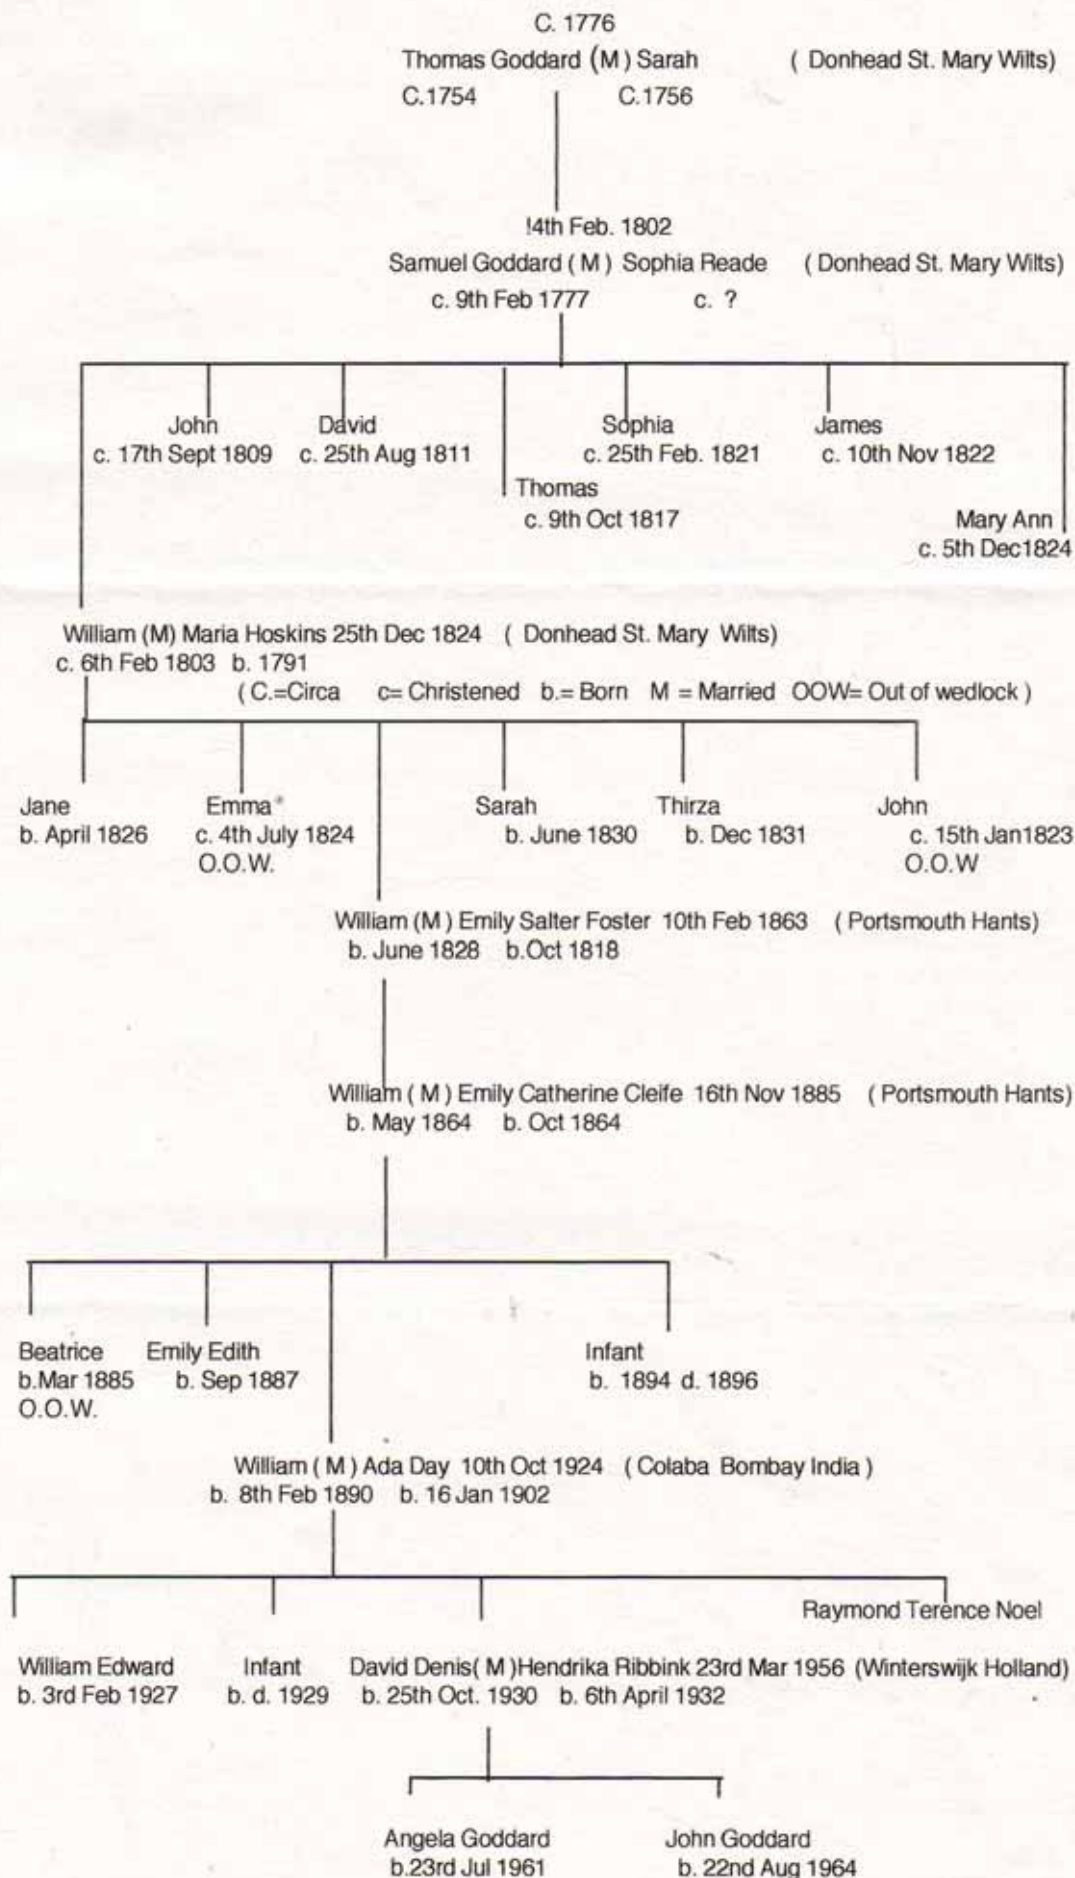 C. 1776
Thomas Goddard (M) Sarah ( Donhead St. Mary Wilts)
C.1754 C.1756
!4th Feb. 1802
Samuel Goddard ( M ) Sophia Reade ( Donhead St. Mary Wilts)
c. 9th Feb 1777 c. ?
John David Sophia James
c. 17th Sept 1809 c. 25th Aug 1811 c. 25th Feb. 1821 c. 10th Nov 1822
Thomas
c. 9th Oct 1817
Mary Ann
c. 5th Dec1824
William (M) Maria Hoskins 25th Dec 1824 ( Donhead St. Mary Wilts)
c. 6th Feb 1803 b. 1791
( C.=Circa c= Christened b.= Born M = Married OOW= Out of wedlock )
Jane Emma* Sarah Thirza John
b. April 1826 c. 4th July 1824 b. June 1830 b. Dec 1831 c. 15th Jan1823
O.O.W. O.O.W
William (M ) Emily Salter Foster 10th Feb 1863 ( Portsmouth Hants)
b. June 1828 b.Oct 1818
William ( M ) Emily Catherine Cleife 16th Nov 1885 ( Portsmouth Hants)
b. May 1864 b. Oct 1864
Beatrice Emily Edith Infant
b.Mar 1885 b. Sep 1887 b. 1894 d. 1896
O.O.W.
William ( M ) Ada Day 10th Oct 1924 ( Colaba Bombay India )
b. 8th Feb 1890 b. 16 Jan 1902
Raymond Terence Noel
William Edward Infant David Denis( M )Hendrika Ribbink 23rd Mar 1956 (Winterswijk Holland)
b. 3rd Feb 1927 b. d. 1929 b. 25th Oct. 1930 b. 6th April 1932
Angela Goddard John Goddard
b.23rd Jul 1961 b. 22nd Aug 1964